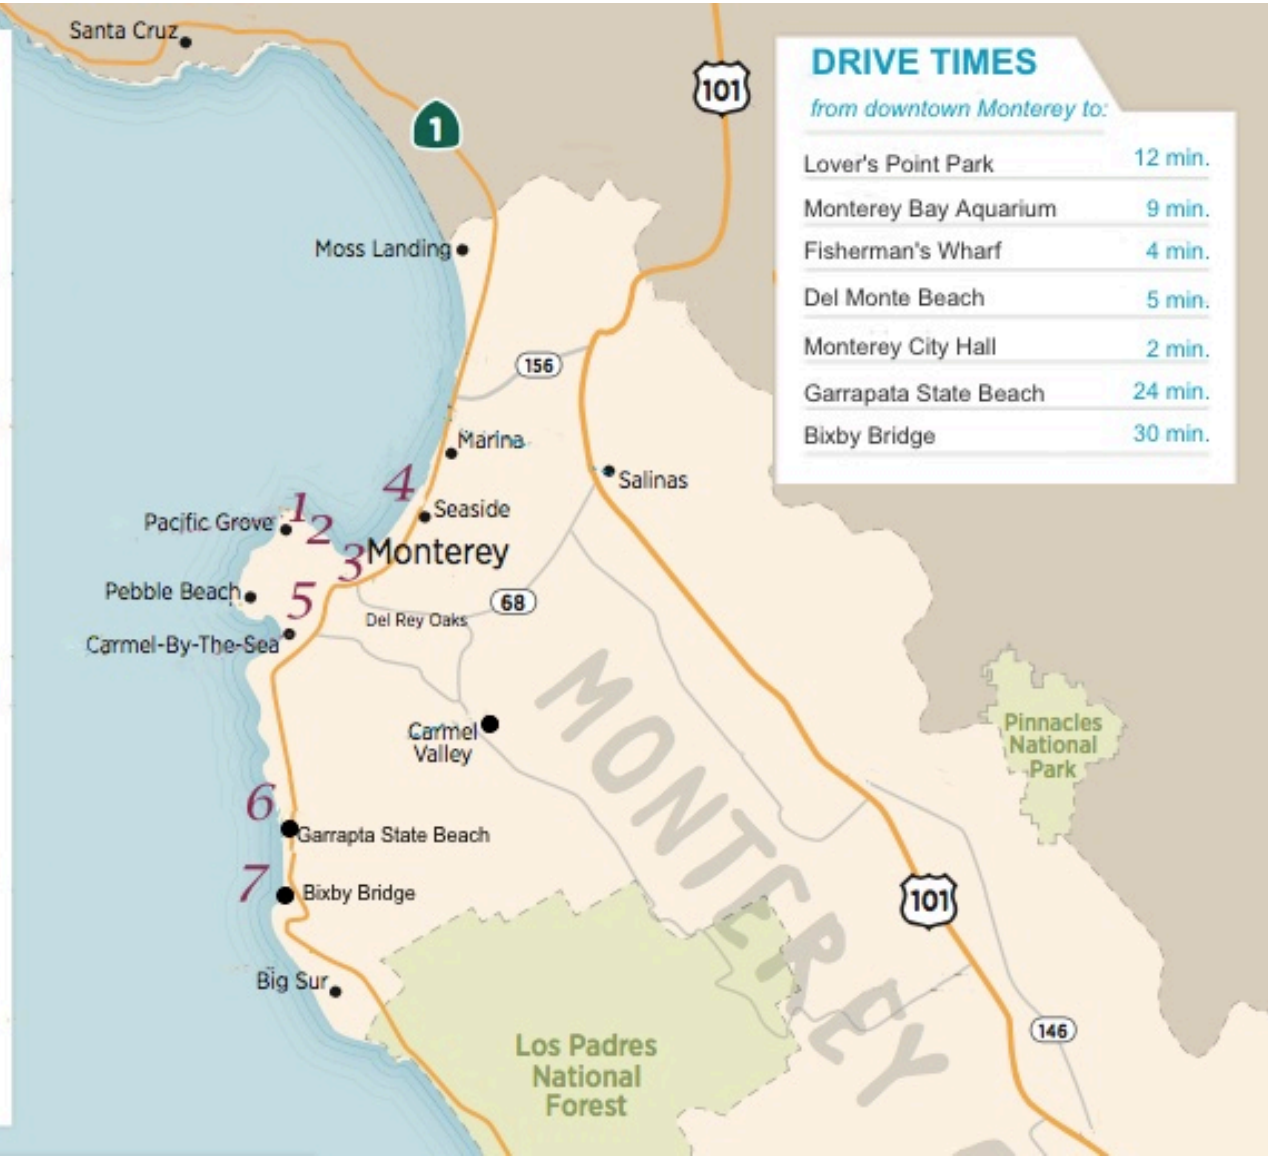 Santa Cruz
1
101
DRIVE TIMES
from downtown Monterey to:
Lover's Point Park 12 min.
Monterey Bay Aquarium 9 min.
Fisherman's Wharf 4 min.
Del Monte Beach 5 min.
Monterey City Hall 2 min.
Garrapata State Beach 24 min.
Bixby Bridge 30 min.
Moss Landing
156
Marina
Salinas
4
Seaside
1
Pacific Grove
2
3
Monterey
Pebble Beach
5
68
Del Rey Oaks
Carmel-By-The-Sea
Carmel
Valley
MONTEREY
Pinnacles
National
Park
6
Garrapta State Beach
7
Bixby Bridge
101
Big Sur
146
Los Padres
National
Forest